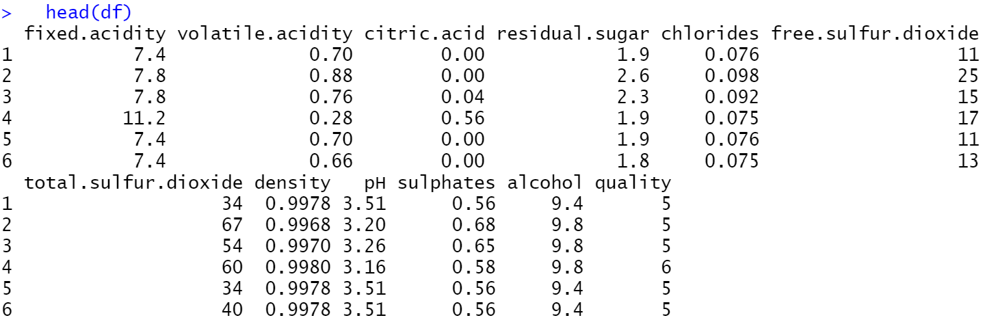 > head(df)
fixed.acidity volatile.acidity citric.acid residual.sugar chlorides free.sulfur.dioxide
1 7.4 0.70 0.00 1.9 0.076 11
2 7.8 0.88 0.00 2.6 0.098 25
3 7.8 0.76 0.04 2.3 0.092 15
4 11.2 0.28 0.56 1.9 0.075 17
5 7.4 0.70 0.00 1.9 0.076 11
6 7.4 0.66 0.00 1.8 0.075 13
total.sulfur.dioxide density pH sulphates alcohol quality
1 34 0.9978 3.51 0.56 9.4 5
2 67 0.9968 3.20 0.68 9.8 5
3 54 0.9970 3.26 0.65 9.8 5
4 60 0.9980 3.16 0.58 9.8 6
5 34 0.9978 3.51 0.56 9.4 5
6 40 0.9978 3.51 0.56 9.4 5